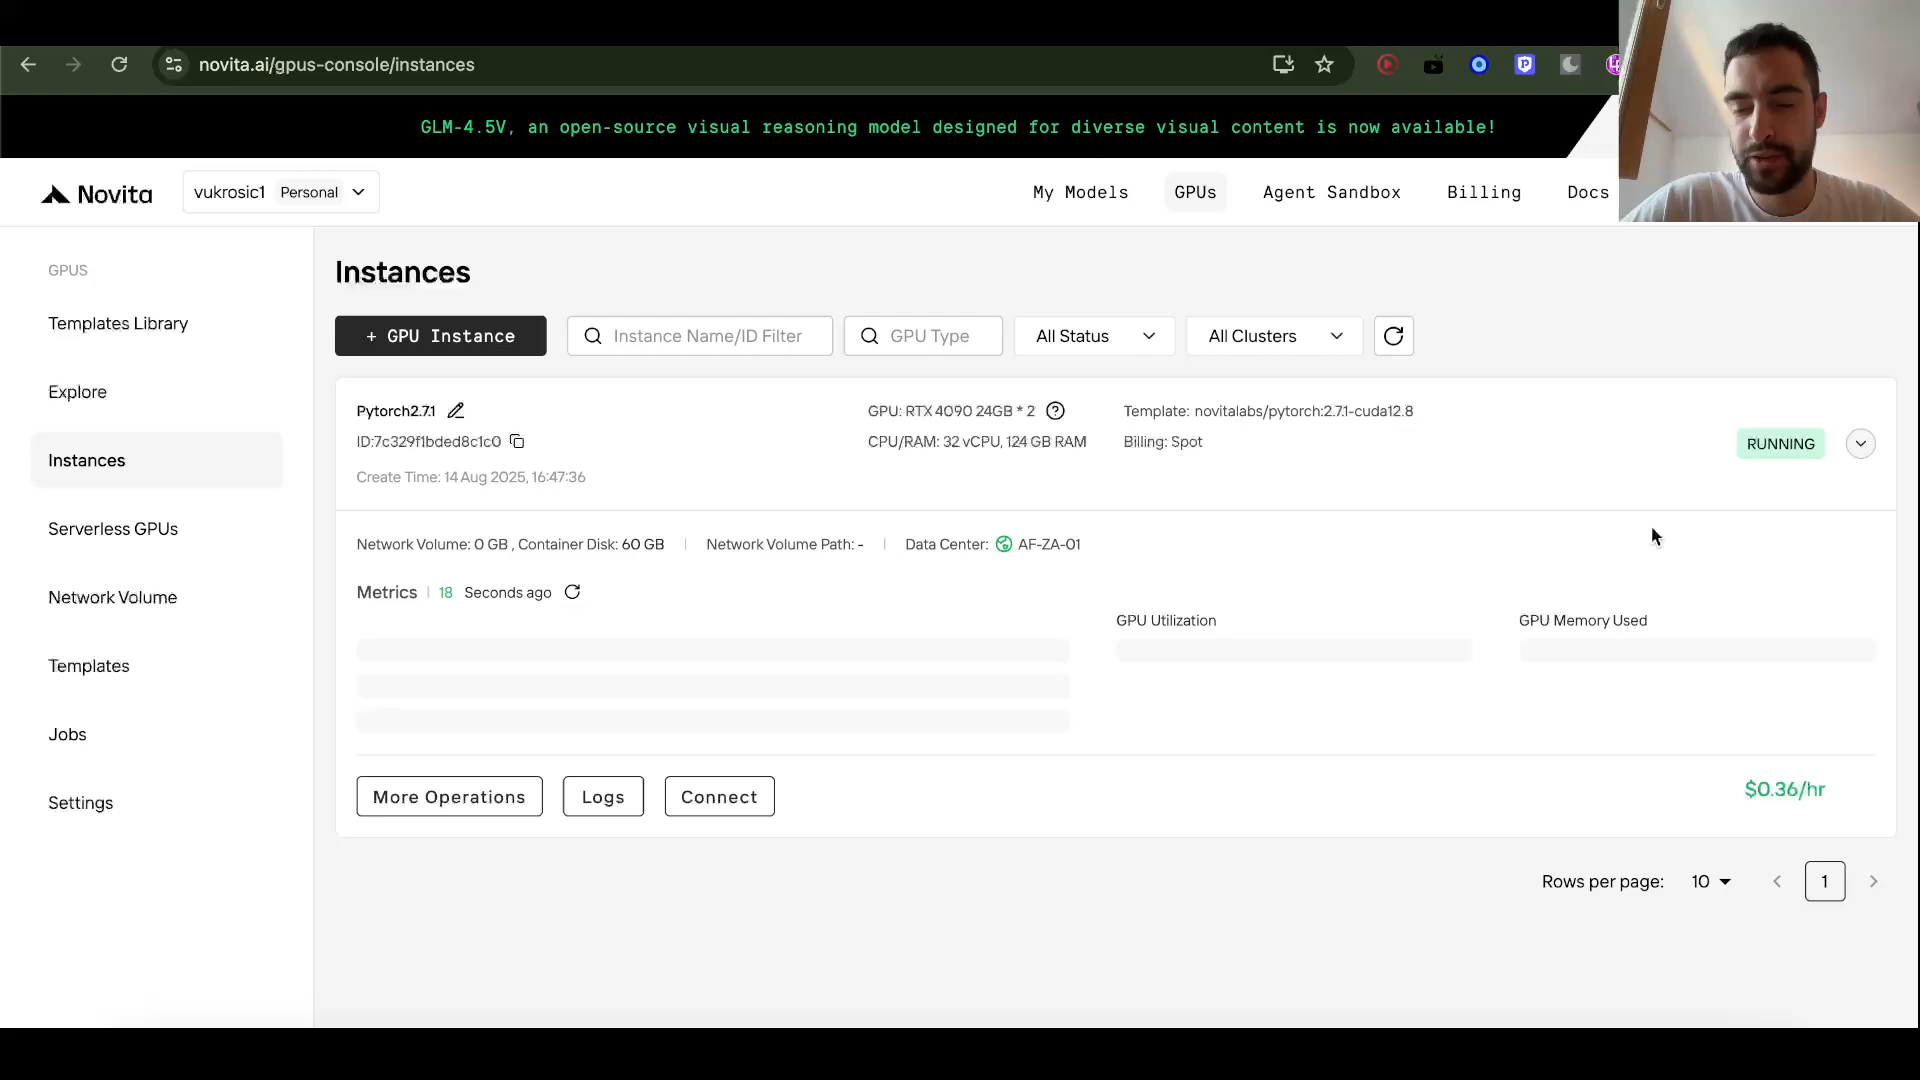 novita.ai/gpus-console/instances
GLM-4.5V, an open-source visual reasoning model designed for diverse visual content is now available!
Novita
vukrosic1 Personal
My Models
GPUs
Agent Sandbox
Billing
Docs
GPUS
Templates Library
Explore
Instances
Serverless GPUs
Network Volume
Templates
Jobs
Settings
Instances
+ GPU Instance
Instance Name/ID Filter
GPU Type
All Status
All Clusters
Pytorch2.7.1
ID:7c329f1bded8c1c0
Create Time: 14 Aug 2025, 16:47:36
GPU: RTX 4090 24GB * 2
CPU/RAM: 32 vCPU, 124 GB RAM
Template: novitalabs/pytorch:2.7.1-cuda12.8
Billing: Spot
RUNNING
Network Volume: 0 GB , Container Disk: 60 GB
Network Volume Path: -
Data Center: AF-ZA-01
Metrics | 18 Seconds ago
GPU Utilization
GPU Memory Used
More Operations
Logs
Connect
$0.36/hr
Rows per page: 10
1